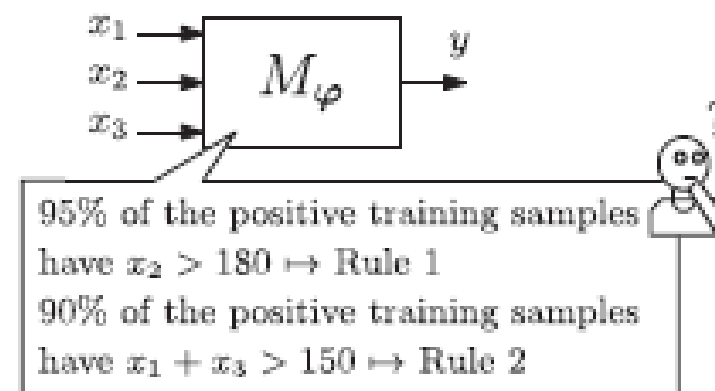 x₁
x₂
x₃
M_φ
y
95% of the positive training samples
have x₂ > 180 ↦ Rule 1
90% of the positive training samples
have x₁ + x₃ > 150 ↦ Rule 2